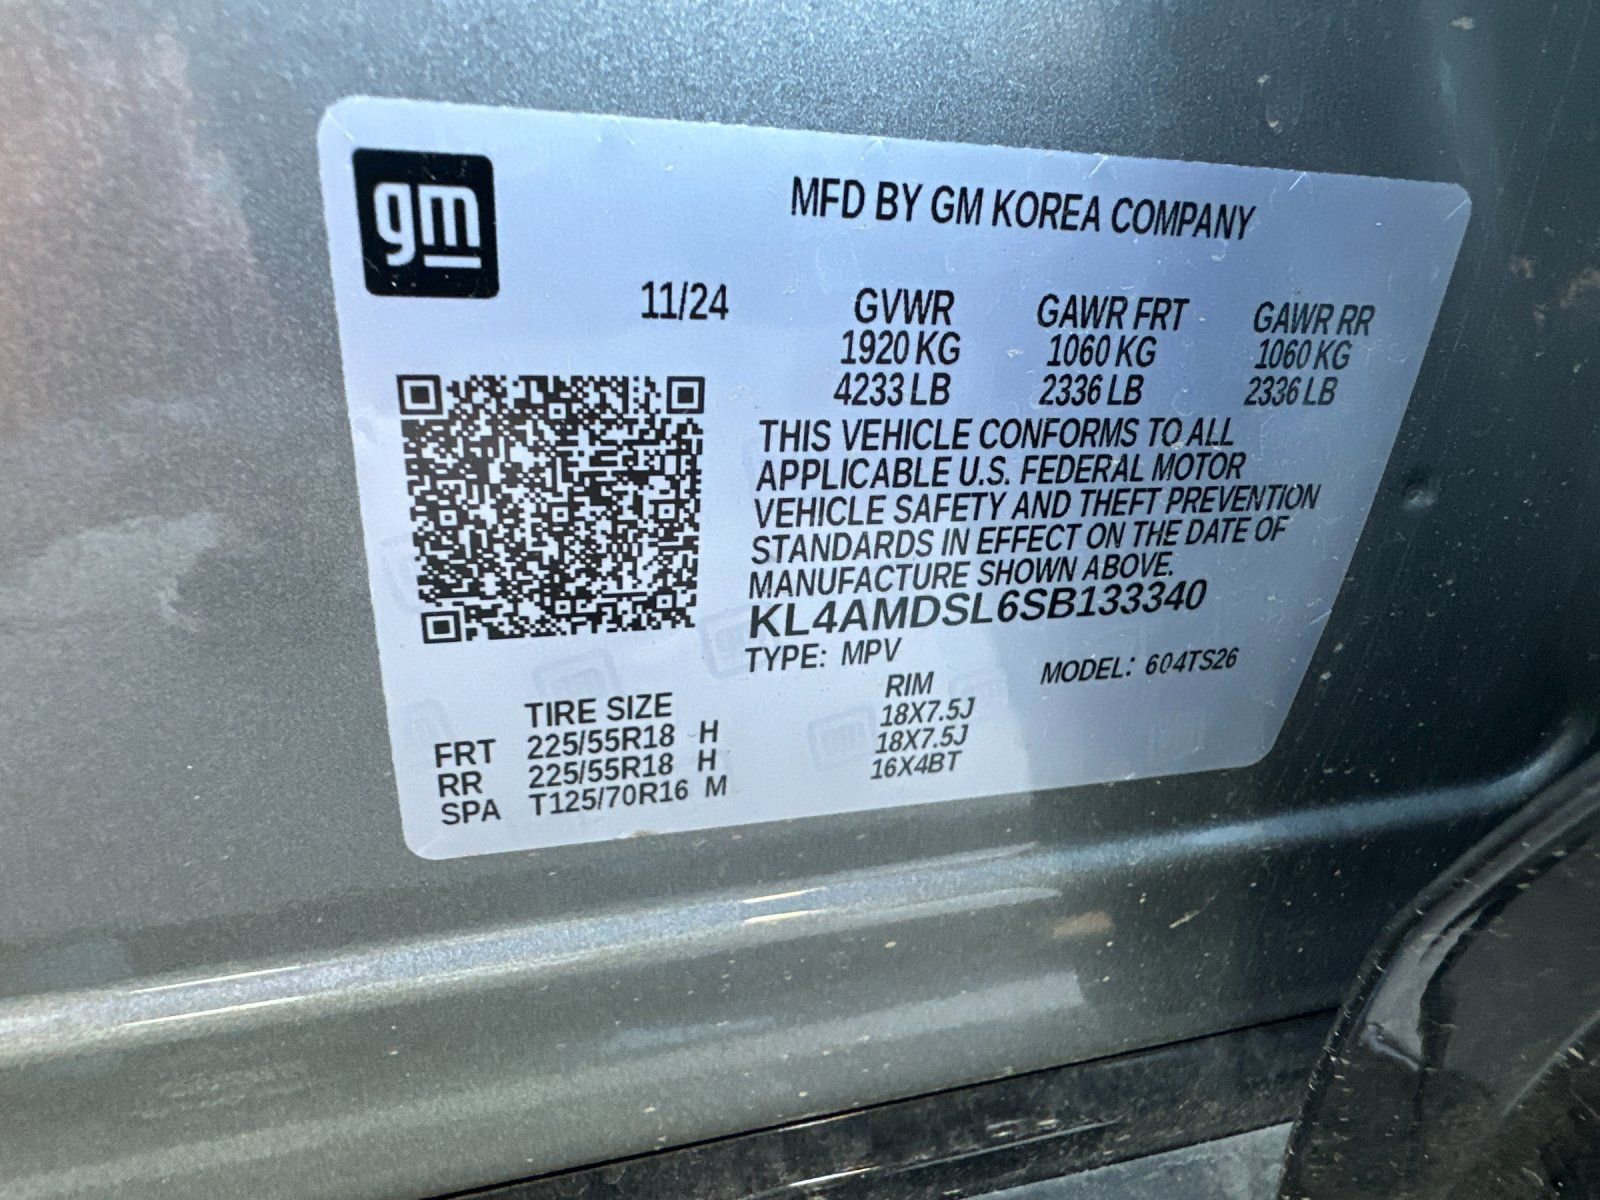 gm
MFD BY GM KOREA COMPANY
11/24 GVWR GAWR FRT GAWR RR
1920 KG 1060 KG 1060 KG
4233 LB 2336 LB 2336 LB
THIS VEHICLE CONFORMS TO ALL
APPLICABLE U.S. FEDERAL MOTOR
VEHICLE SAFETY AND THEFT PREVENTION
STANDARDS IN EFFECT ON THE DATE OF
MANUFACTURE SHOWN ABOVE.
KL4AMDSL6SB133340
TYPE: MPV MODEL: 604TS26
TIRE SIZE RIM
FRT 225/55R18 H 18X7.5J
RR 225/55R18 H 18X7.5J
SPA T125/70R16 M 16X4BT